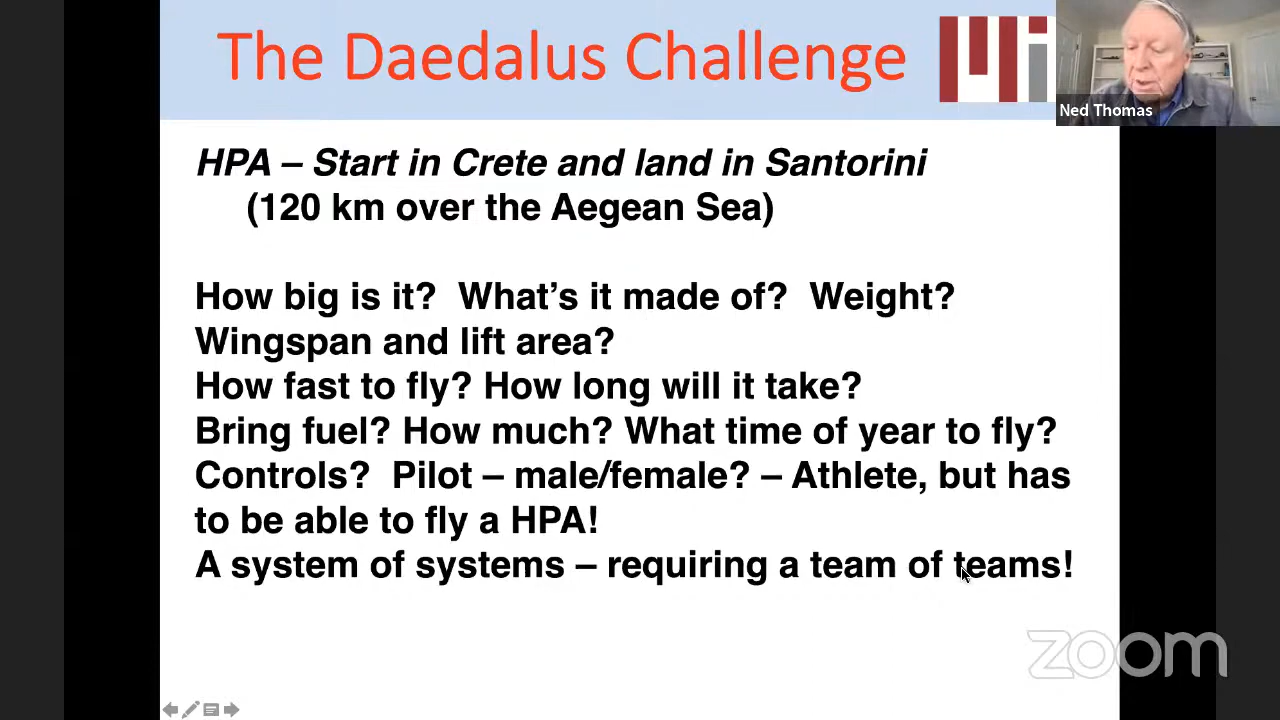 The Daedalus Challenge
Ned Thomas
HPA – Start in Crete and land in Santorini
(120 km over the Aegean Sea)
How big is it?  What’s it made of?  Weight?
Wingspan and lift area?
How fast to fly? How long will it take?
Bring fuel? How much? What time of year to fly?
Controls?  Pilot – male/female? – Athlete, but has
to be able to fly a HPA!
A system of systems – requiring a team of teams!
zoom